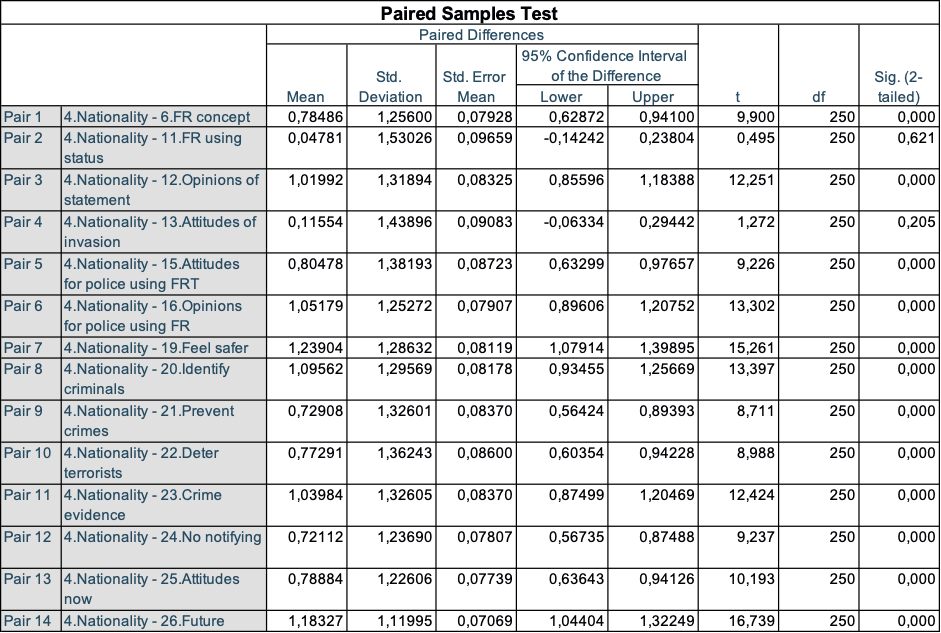 Paired Samples Test
Paired Differences
95% Confidence Interval of the Difference
Mean Std. Deviation Std. Error Mean Lower Upper t df Sig. (2-tailed)
Pair 1 4.Nationality - 6.FR concept 0,78486 1,25600 0,07928 0,62872 0,94100 9,900 250 0,000
Pair 2 4.Nationality - 11.FR using status 0,04781 1,53026 0,09659 -0,14242 0,23804 0,495 250 0,621
Pair 3 4.Nationality - 12.Opinions of statement 1,01992 1,31894 0,08325 0,85596 1,18388 12,251 250 0,000
Pair 4 4.Nationality - 13.Attitudes of invasion 0,11554 1,43896 0,09083 -0,06334 0,29442 1,272 250 0,205
Pair 5 4.Nationality - 15.Attitudes for police using FRT 0,80478 1,38193 0,08723 0,63299 0,97657 9,226 250 0,000
Pair 6 4.Nationality - 16.Opinions for police using FR 1,05179 1,25272 0,07907 0,89606 1,20752 13,302 250 0,000
Pair 7 4.Nationality - 19.Feel safer 1,23904 1,28632 0,08119 1,07914 1,39895 15,261 250 0,000
Pair 8 4.Nationality - 20.Identify criminals 1,09562 1,29569 0,08178 0,93455 1,25669 13,397 250 0,000
Pair 9 4.Nationality - 21.Prevent crimes 0,72908 1,32601 0,08370 0,56424 0,89393 8,711 250 0,000
Pair 10 4.Nationality - 22.Deter terrorists 0,77291 1,36243 0,08600 0,60354 0,94228 8,988 250 0,000
Pair 11 4.Nationality - 23.Crime evidence 1,03984 1,32605 0,08370 0,87499 1,20469 12,424 250 0,000
Pair 12 4.Nationality - 24.No notifying 0,72112 1,23690 0,07807 0,56735 0,87488 9,237 250 0,000
Pair 13 4.Nationality - 25.Attitudes now 0,78884 1,22606 0,07739 0,63643 0,94126 10,193 250 0,000
Pair 14 4.Nationality - 26.Future 1,18327 1,11995 0,07069 1,04404 1,32249 16,739 250 0,000